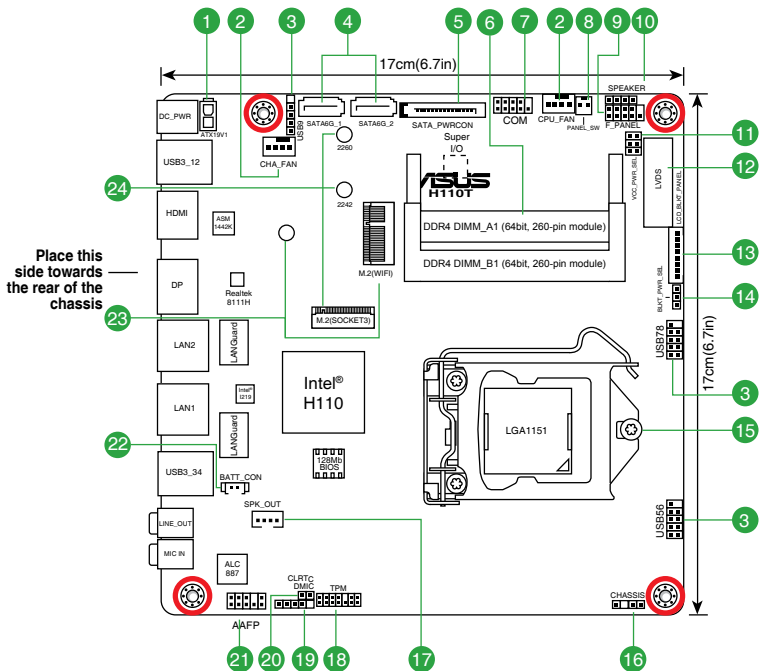 1
2
3
4
5
6
7
2
8
9
10
17cm(6.7in)
SPEAKER
DC_PWR
ATX19V1
USB9
SATA6G_1
SATA6G_2
SATA_PWRCON
COM
CPU_FAN
PANEL_SW
F_PANEL
CHA_FAN
2260
Super
I/O
VCC_PWR_SEL
11
USB3_12
LVDS
LCD_BLKT_PANEL
12
24
2242
ASUS
H110T
HDMI
ASM
1442K
DDR4 DIMM_A1 (64bit, 260-pin module)
DDR4 DIMM_B1 (64bit, 260-pin module)
13
M.2(WIFI)
Place this
side towards
the rear of the
chassis
DP
Realtek
8111H
BLKT_PWR_SEL
14
23
M.2(SOCKET3)
LAN2
LANGuard
USB78
3
17cm(6.7in)
Intel®
H110
LAN1
Intel®
I219
LANGuard
LGA1151
15
22
USB3_34
BATT_CON
128Mb
BIOS
SPK_OUT
LINE_OUT
USB56
3
MIC IN
ALC
887
CLRTC
DMIC
TPM
CHASSIS
AAFP
21
20
19
18
17
16